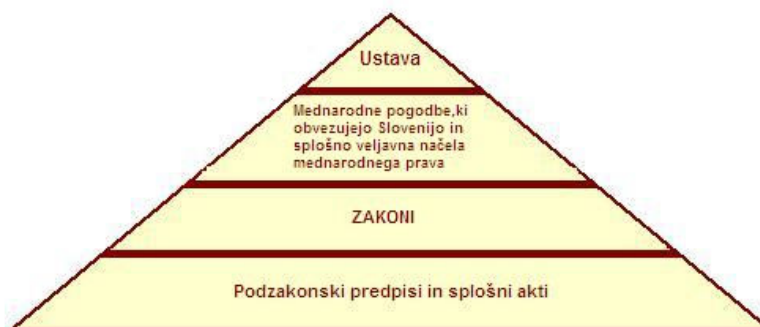 Ustava
Mednarodne pogodbe,ki
obvezujejo Slovenijo in
splošno veljavna načela
mednarodnega prava
ZAKONI
Podzakonski predpisi in splošni akti